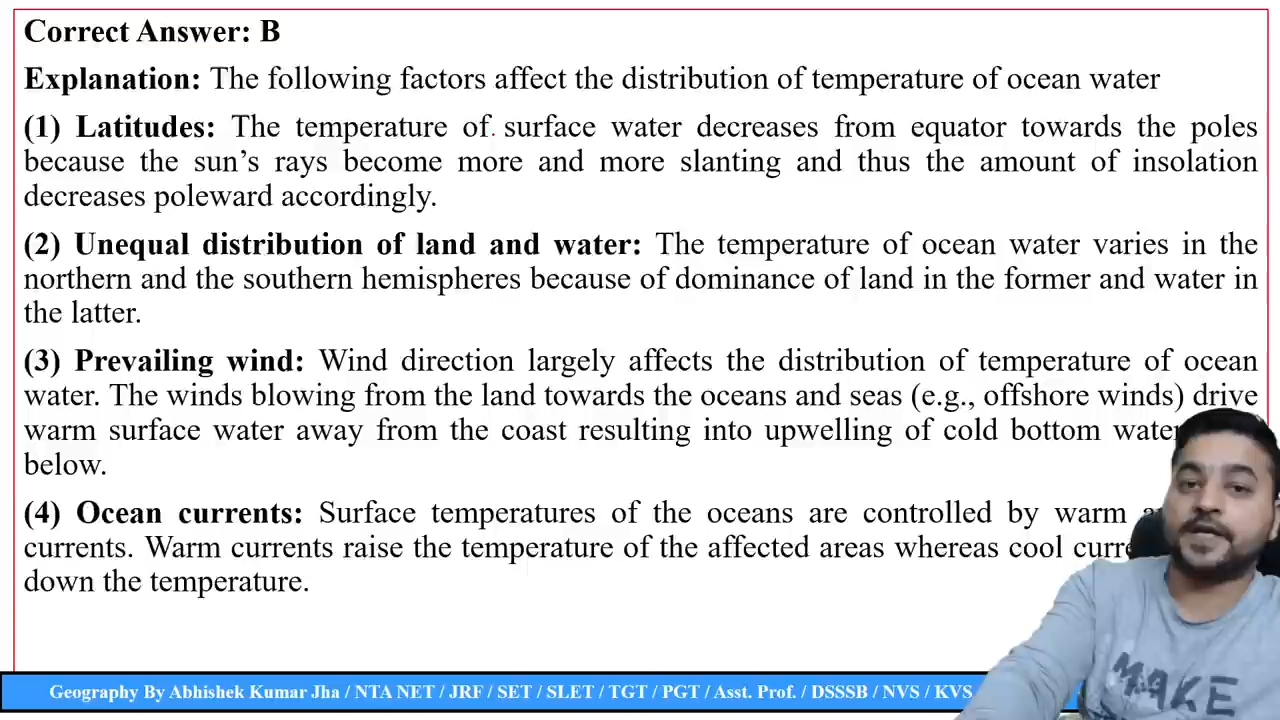 Correct Answer: B
Explanation: The following factors affect the distribution of temperature of ocean water
(1) Latitudes: The temperature of surface water decreases from equator towards the poles
because the sun’s rays become more and more slanting and thus the amount of insolation
decreases poleward accordingly.
(2) Unequal distribution of land and water: The temperature of ocean water varies in the
northern and the southern hemispheres because of dominance of land in the former and water in
the latter.
(3) Prevailing wind: Wind direction largely affects the distribution of temperature of ocean
water. The winds blowing from the land towards the oceans and seas (e.g., offshore winds) drive
warm surface water away from the coast resulting into upwelling of cold bottom water
below.
(4) Ocean currents: Surface temperatures of the oceans are controlled by warm
currents. Warm currents raise the temperature of the affected areas whereas cool
down the temperature.
Geography By Abhishek Kumar Jha / NTA NET / JRF / SET / SLET / TGT / PGT / Asst. Prof. / DSSSB / NVS / KVS
MAKE